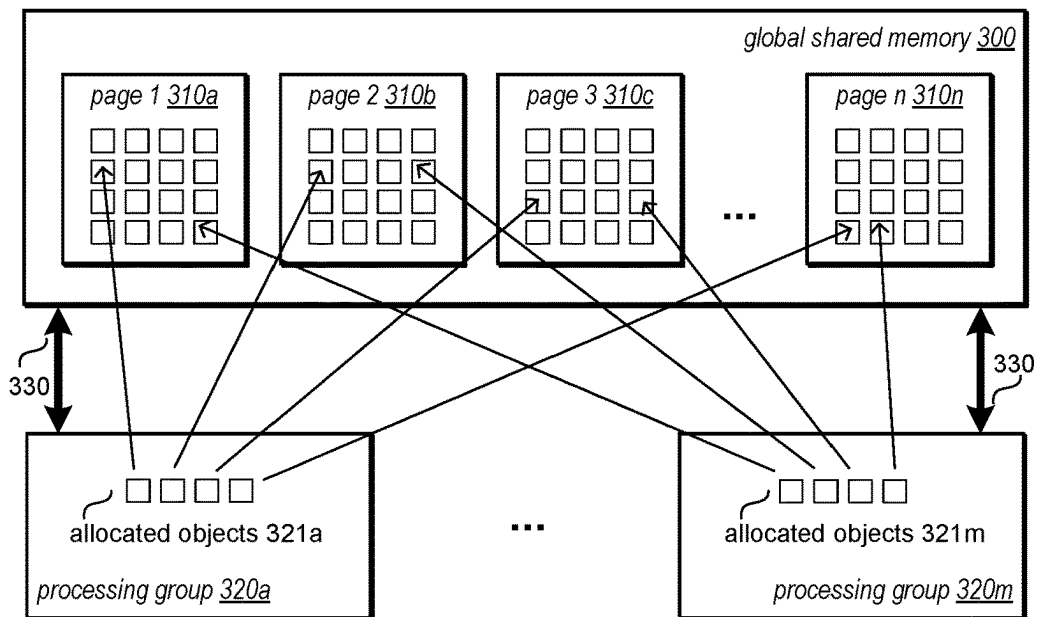 global shared memory 300
page 1 310a
page 2 310b
page 3 310c
page n 310n
...
330
330
allocated objects 321a
...
allocated objects 321m
processing group 320a
processing group 320m